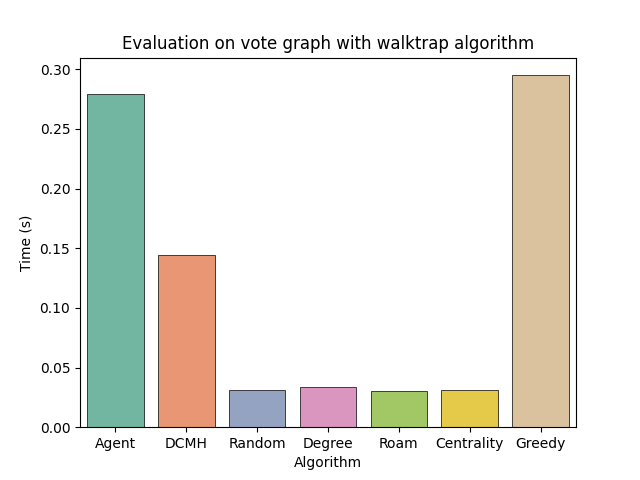 Evaluation on vote graph with walktrap algorithm
0.30
0.25
0.20
0.15
0.10
0.05
0.00
Time (s)
Agent DCMH Random Degree Roam Centrality Greedy
Algorithm